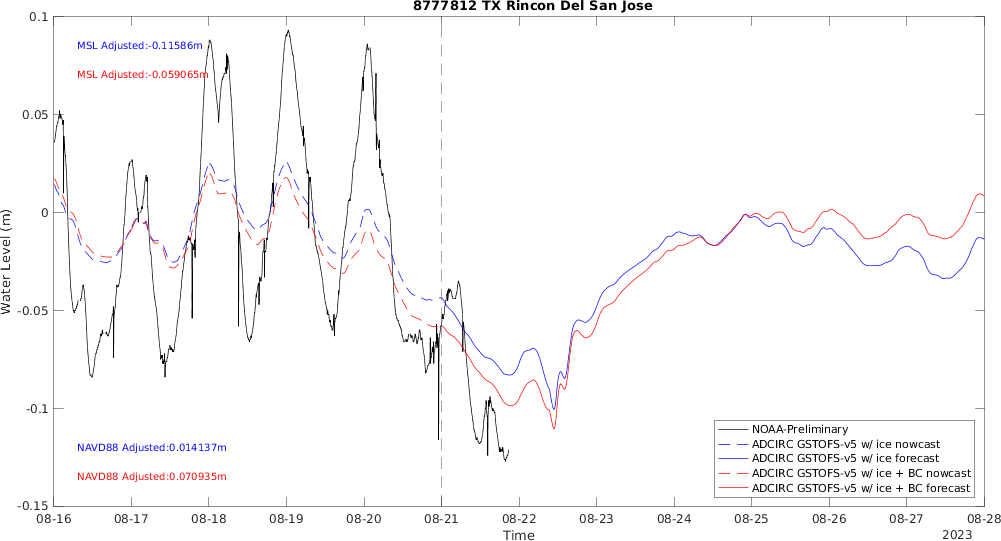 8777812 TX Rincon Del San Jose
Water Level (m)
0.1
0.05
0
-0.05
-0.1
-0.15
MSL Adjusted:-0.11586m
MSL Adjusted:-0.059065m
NAVD88 Adjusted:0.014137m
NAVD88 Adjusted:0.070935m
NOAA-Preliminary
ADCIRC GSTOFS-v5 w/ ice nowcast
ADCIRC GSTOFS-v5 w/ ice forecast
ADCIRC GSTOFS-v5 w/ ice + BC nowcast
ADCIRC GSTOFS-v5 w/ ice + BC forecast
08-16 08-17 08-18 08-19 08-20 08-21 08-22 08-23 08-24 08-25 08-26 08-27 08-28
Time
2023